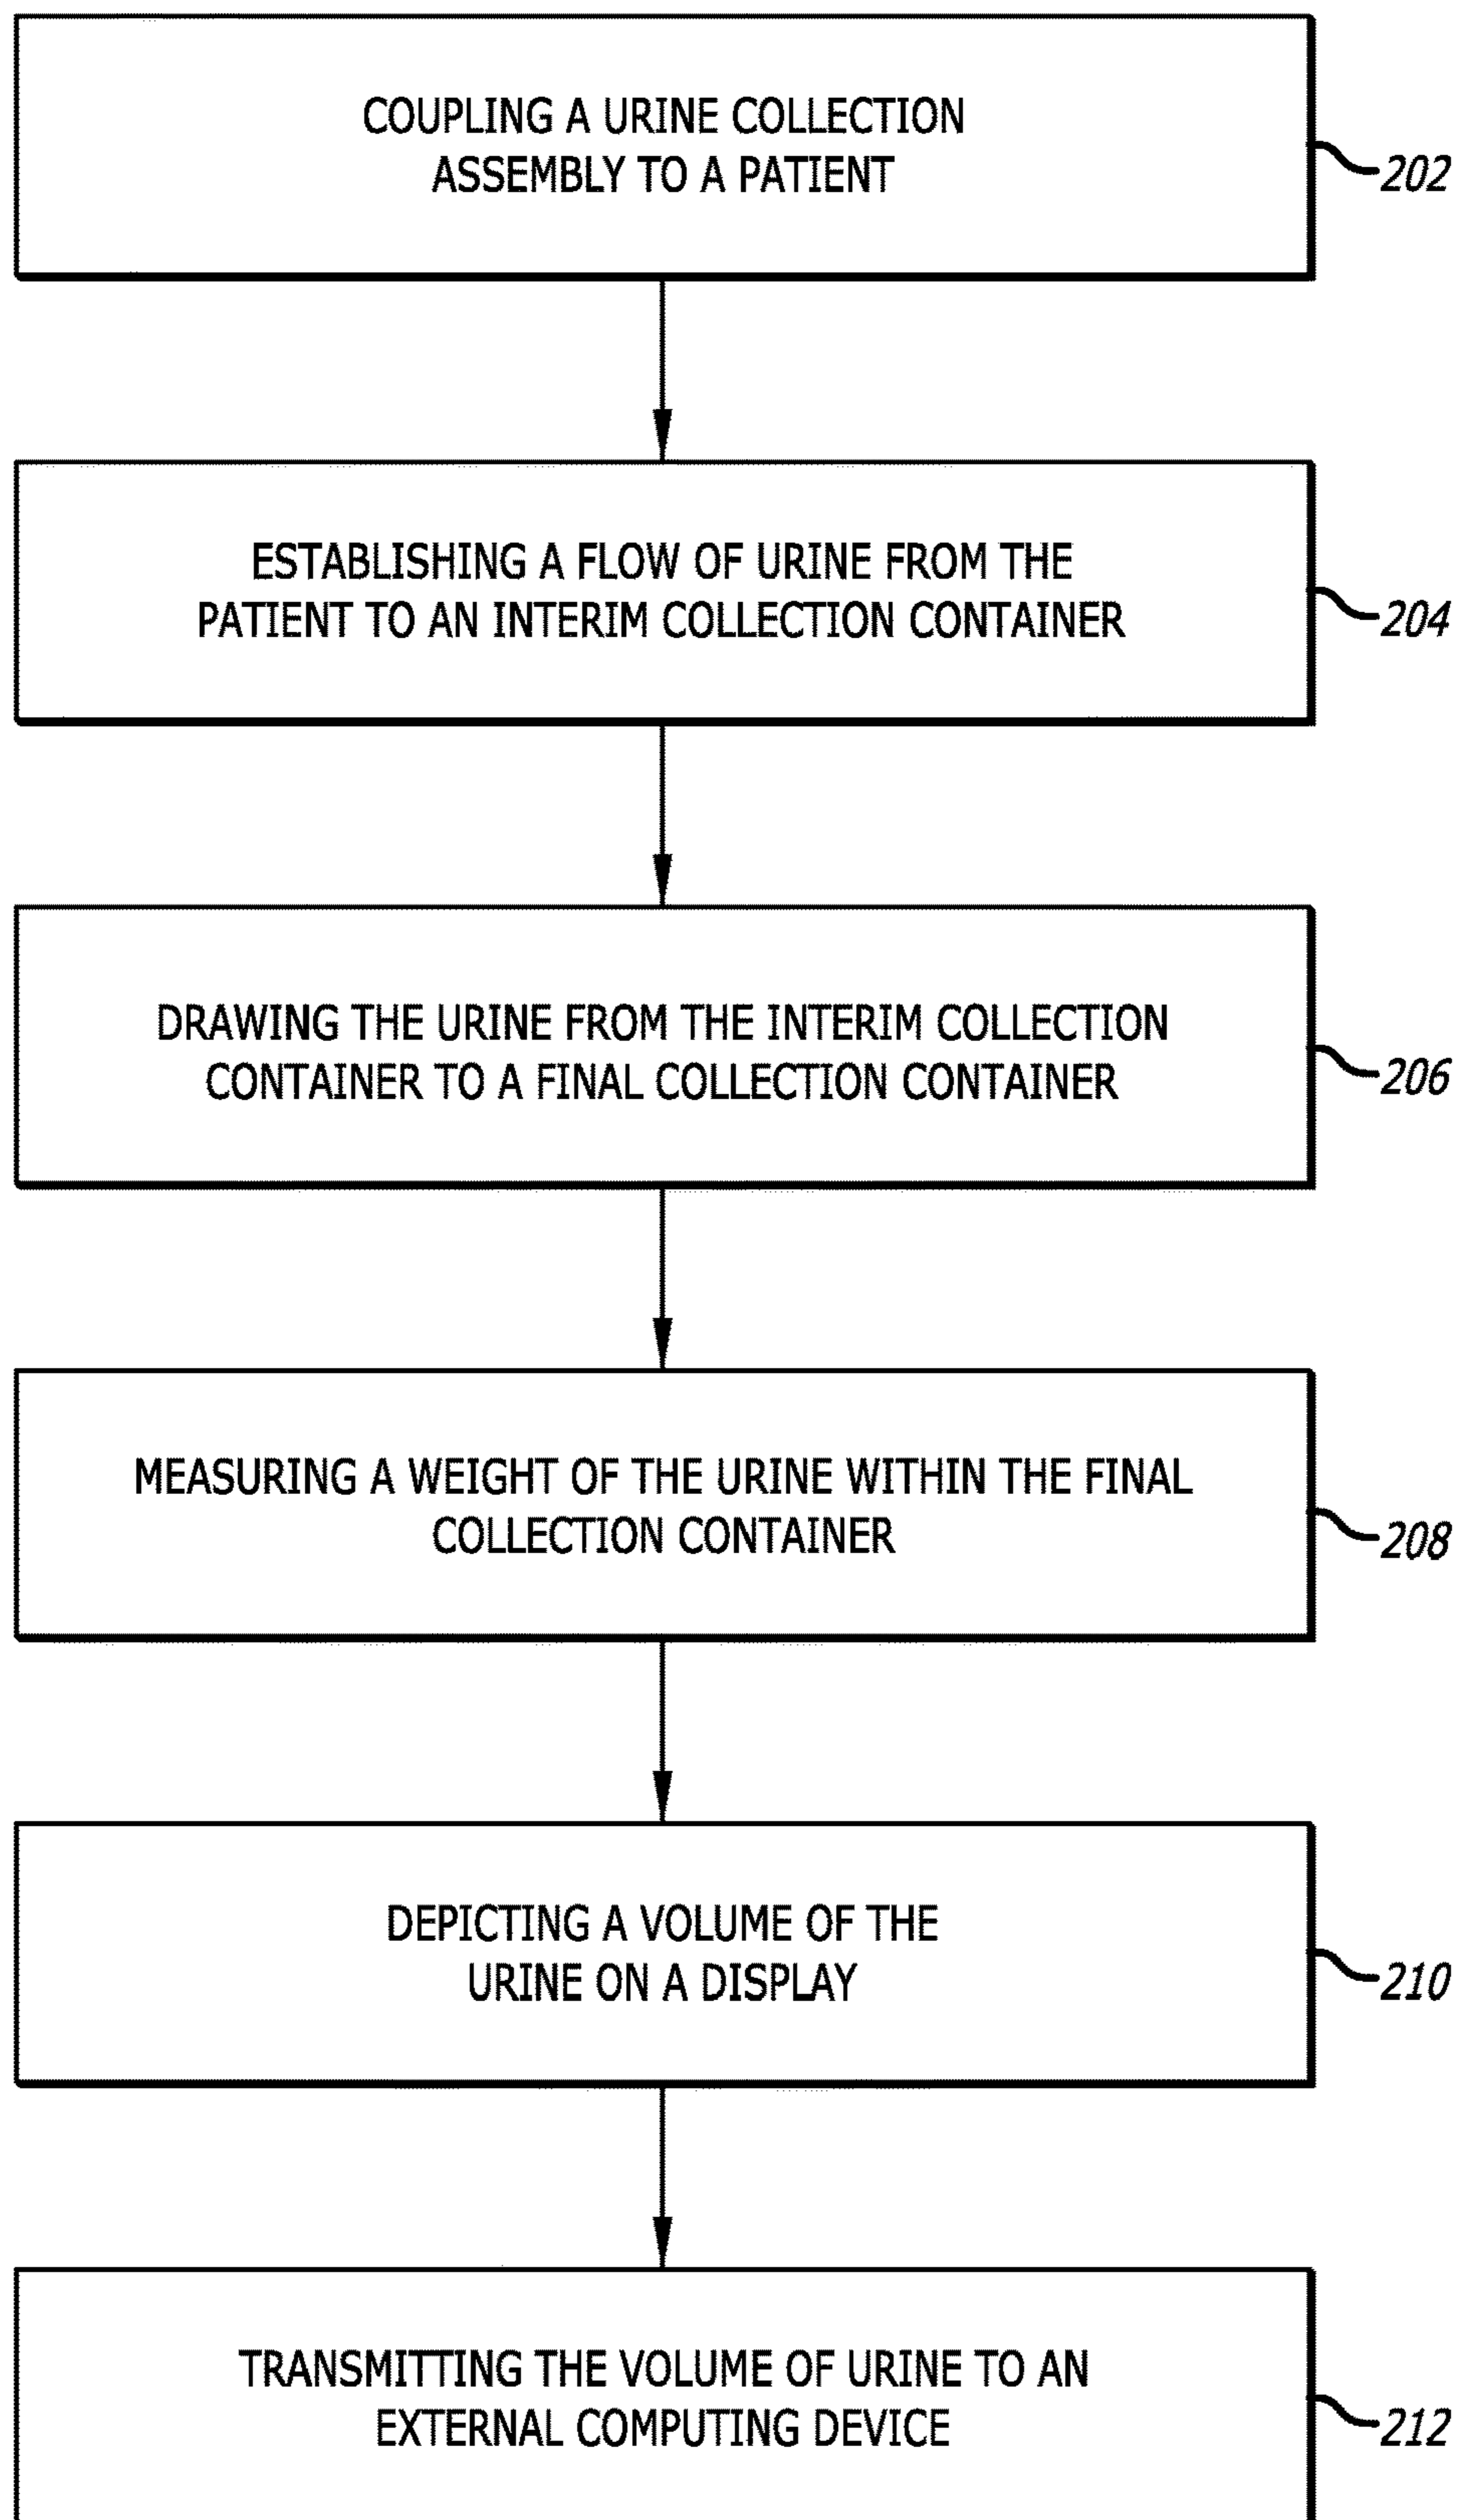 COUPLING A URINE COLLECTION
ASSEMBLY TO A PATIENT
202
ESTABLISHING A FLOW OF URINE FROM THE
PATIENT TO AN INTERIM COLLECTION CONTAINER
204
DRAWING THE URINE FROM THE INTERIM COLLECTION
CONTAINER TO A FINAL COLLECTION CONTAINER
206
MEASURING A WEIGHT OF THE URINE WITHIN THE FINAL
COLLECTION CONTAINER
208
DEPICTING A VOLUME OF THE
URINE ON A DISPLAY
210
TRANSMITTING THE VOLUME OF URINE TO AN
EXTERNAL COMPUTING DEVICE
212